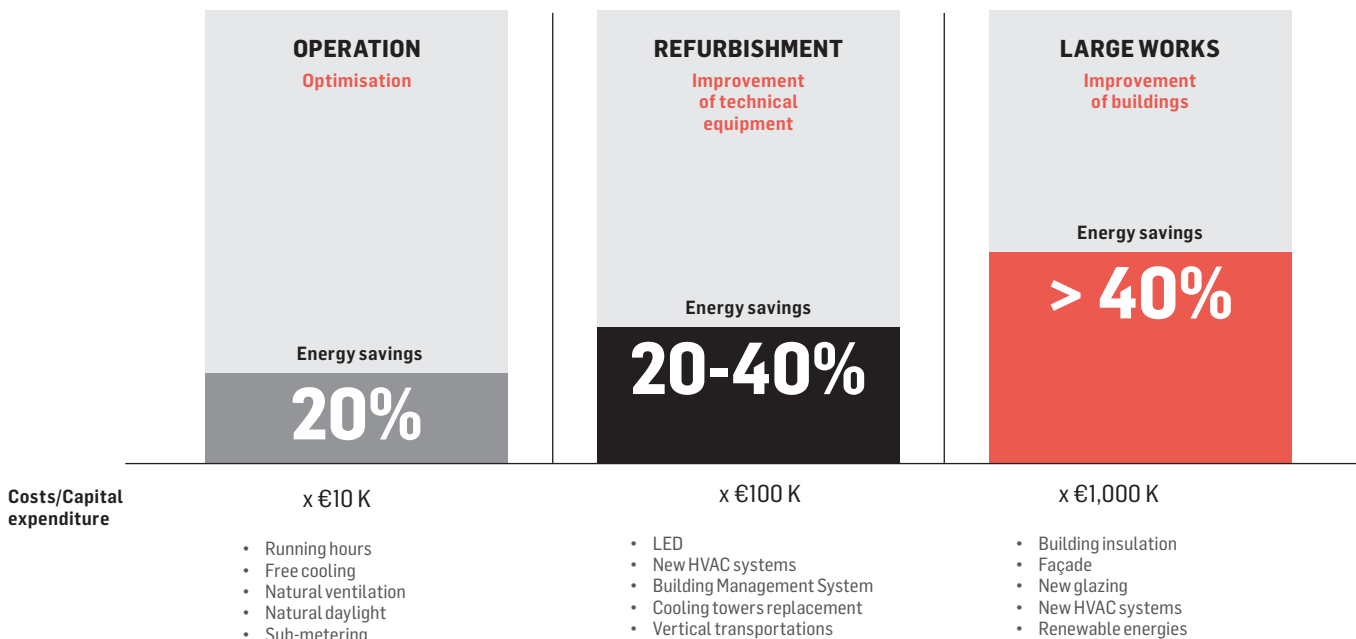 OPERATION
Optimisation
Energy savings
20%
REFURBISHMENT
Improvement
of technical
equipment
Energy savings
20-40%
LARGE WORKS
Improvement
of buildings
Energy savings
> 40%
Costs/Capital
expenditure
x €10 K
• Running hours
• Free cooling
• Natural ventilation
• Natural daylight
• Sub-metering
x €100 K
• LED
• New HVAC systems
• Building Management System
• Cooling towers replacement
• Vertical transportations
x €1,000 K
• Building insulation
• Façade
• New glazing
• New HVAC systems
• Renewable energies